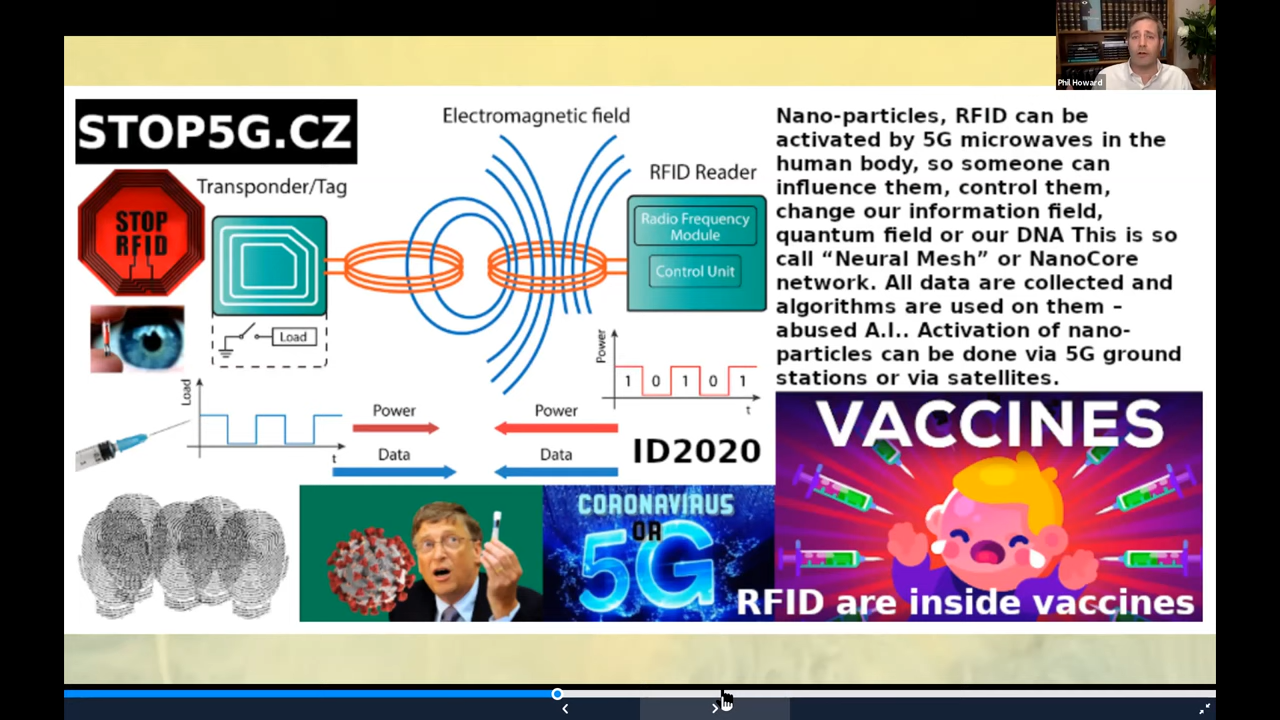 Phil Howard
STOP5G.CZ
Electromagnetic field
Transponder/Tag
RFID Reader
STOP
RFID
Radio Frequency
Module
Control Unit
Load
Load
t
Power
1 0 1 0 1
t
Power
Power
Data
Data
ID2020
Nano-particles, RFID can be
activated by 5G microwaves in the
human body, so someone can
influence them, control them,
change our information field,
quantum field or our DNA This is so
call “Neural Mesh” or NanoCore
network. All data are collected and
algorithms are used on them –
abused A.I.. Activation of nano-
particles can be done via 5G ground
stations or via satellites.
CORONAVIRUS
OR
5G
VACCINES
RFID are inside vaccines